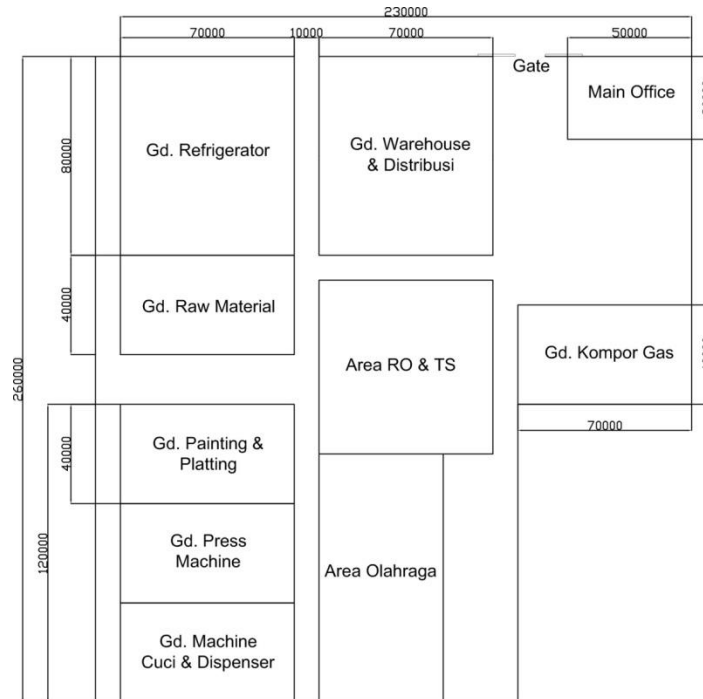 230000
70000
10000
70000
50000
Gate
Main Office
80000
Gd. Refrigerator
Gd. Warehouse
& Distribusi
40000
Gd. Raw Material
260000
Area RO & TS
Gd. Kompor Gas
70000
40000
Gd. Painting &
Platting
120000
Gd. Press
Machine
Area Olahraga
Gd. Machine
Cuci & Dispenser